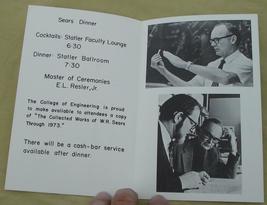 Sears Dinner
Cocktails: Statler Faculty Lounge
6:30
Dinner: Statler Ballroom
7:30
Master of Ceremonies
E.L. Resler, Jr.
The College of Engineering is proud
to make available to attendees a copy
of "The Collected Works of W.R. Sears
Through 1973."
There will be a cash-bar service
available after dinner.